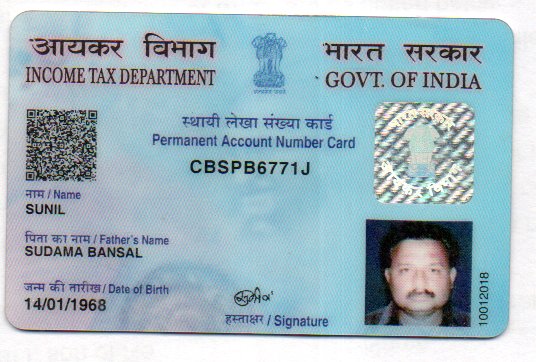 आयकर विभाग
INCOME TAX DEPARTMENT
भारत सरकार
GOVT. OF INDIA
स्थायी लेखा संख्या कार्ड
Permanent Account Number Card
CBSPB6771J
नाम / Name
SUNIL
पिता का नाम / Father's Name
SUDAMA BANSAL
जन्म की तारीख / Date of Birth
14/01/1968
हस्ताक्षर / Signature
10012018